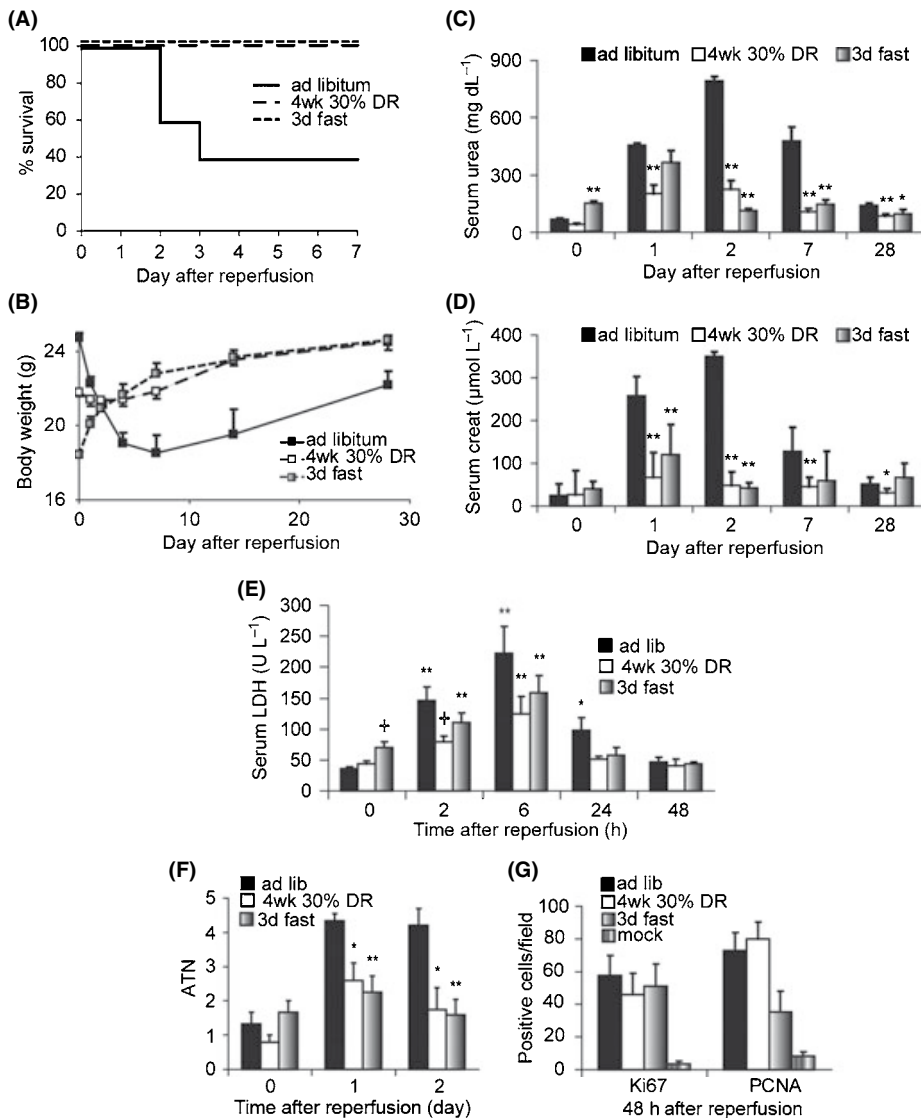 (A)
100
80
60
40
20
0
% survival
ad libitum
4wk 30% DR
3d fast
0 1 2 3 4 5 6 7
Day after reperfusion
(B)
24
20
16
Body weight (g)
ad libitum
4wk 30% DR
3d fast
0 10 20 30
Day after reperfusion
(C)
ad libitum 4wk 30% DR 3d fast
900
600
300
0
Serum urea (mg dL⁻¹)
** ** ** ** ** ** ** *
0 1 2 7 28
Day after reperfusion
(D)
ad libitum 4wk 30% DR 3d fast
400
300
200
100
0
Serum creat (µmol L⁻¹)
** ** ** ** ** *
0 1 2 7 28
Day after reperfusion
(E)
300
250
200
150
100
50
0
Serum LDH (U L⁻¹)
ad lib
4wk 30% DR
3d fast
✢ ** ✢ ** ** ** ** *
0 2 6 24 48
Time after reperfusion (h)
(F)
ad lib
4wk 30% DR
3d fast
5
4
3
2
1
0
ATN
* ** * **
0 1 2
Time after reperfusion (day)
(G)
ad lib
4wk 30% DR
3d fast
mock
100
80
60
40
20
0
Positive cells/field
Ki67 PCNA
48 h after reperfusion